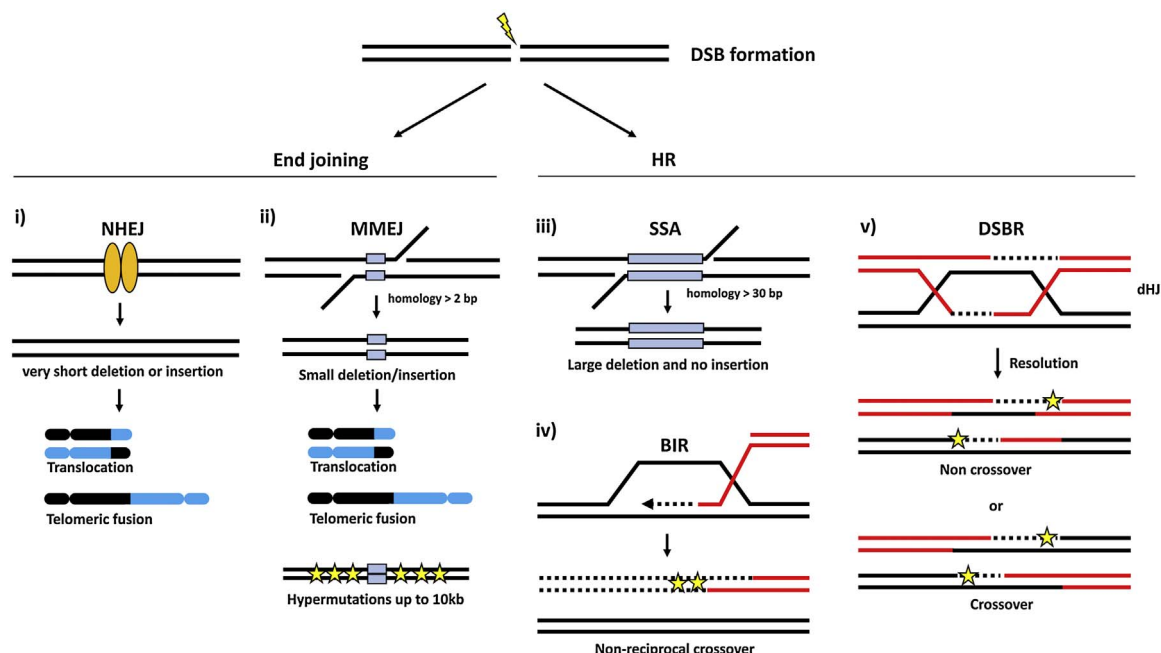 DSB formation
End joining
HR
i)
NHEJ
very short deletion or insertion
Translocation
Telomeric fusion
ii)
MMEJ
homology > 2 bp
Small deletion/insertion
Translocation
Telomeric fusion
Hypermutations up to 10kb
iii)
SSA
homology > 30 bp
Large deletion and no insertion
iv)
BIR
Non-reciprocal crossover
v)
DSBR
dHJ
Resolution
Non crossover
or
Crossover